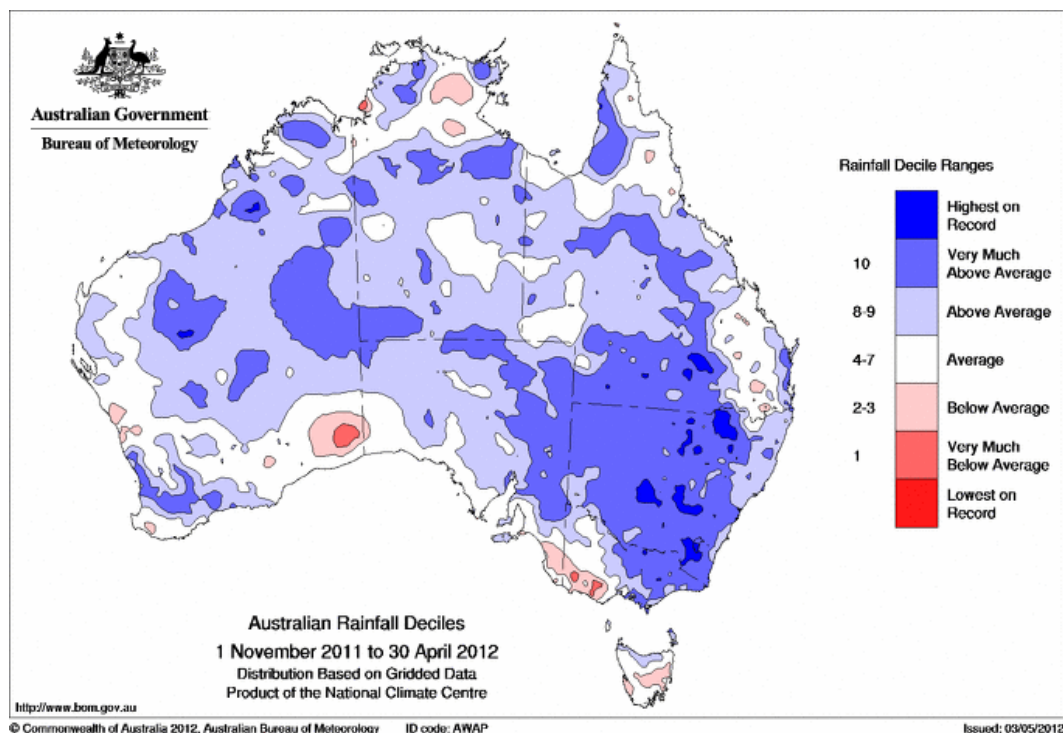 Australian Government
Bureau of Meteorology
Rainfall Decile Ranges
Highest on
Record
10
Very Much
Above Average
8-9
Above Average
4-7
Average
2-3
Below Average
1
Very Much
Below Average
Lowest on
Record
Australian Rainfall Deciles
1 November 2011 to 30 April 2012
Distribution Based on Gridded Data
Product of the National Climate Centre
http://www.bom.gov.au
© Commonwealth of Australia 2012, Australian Bureau of Meteorology ID code: AWAP Issued: 03/05/2012